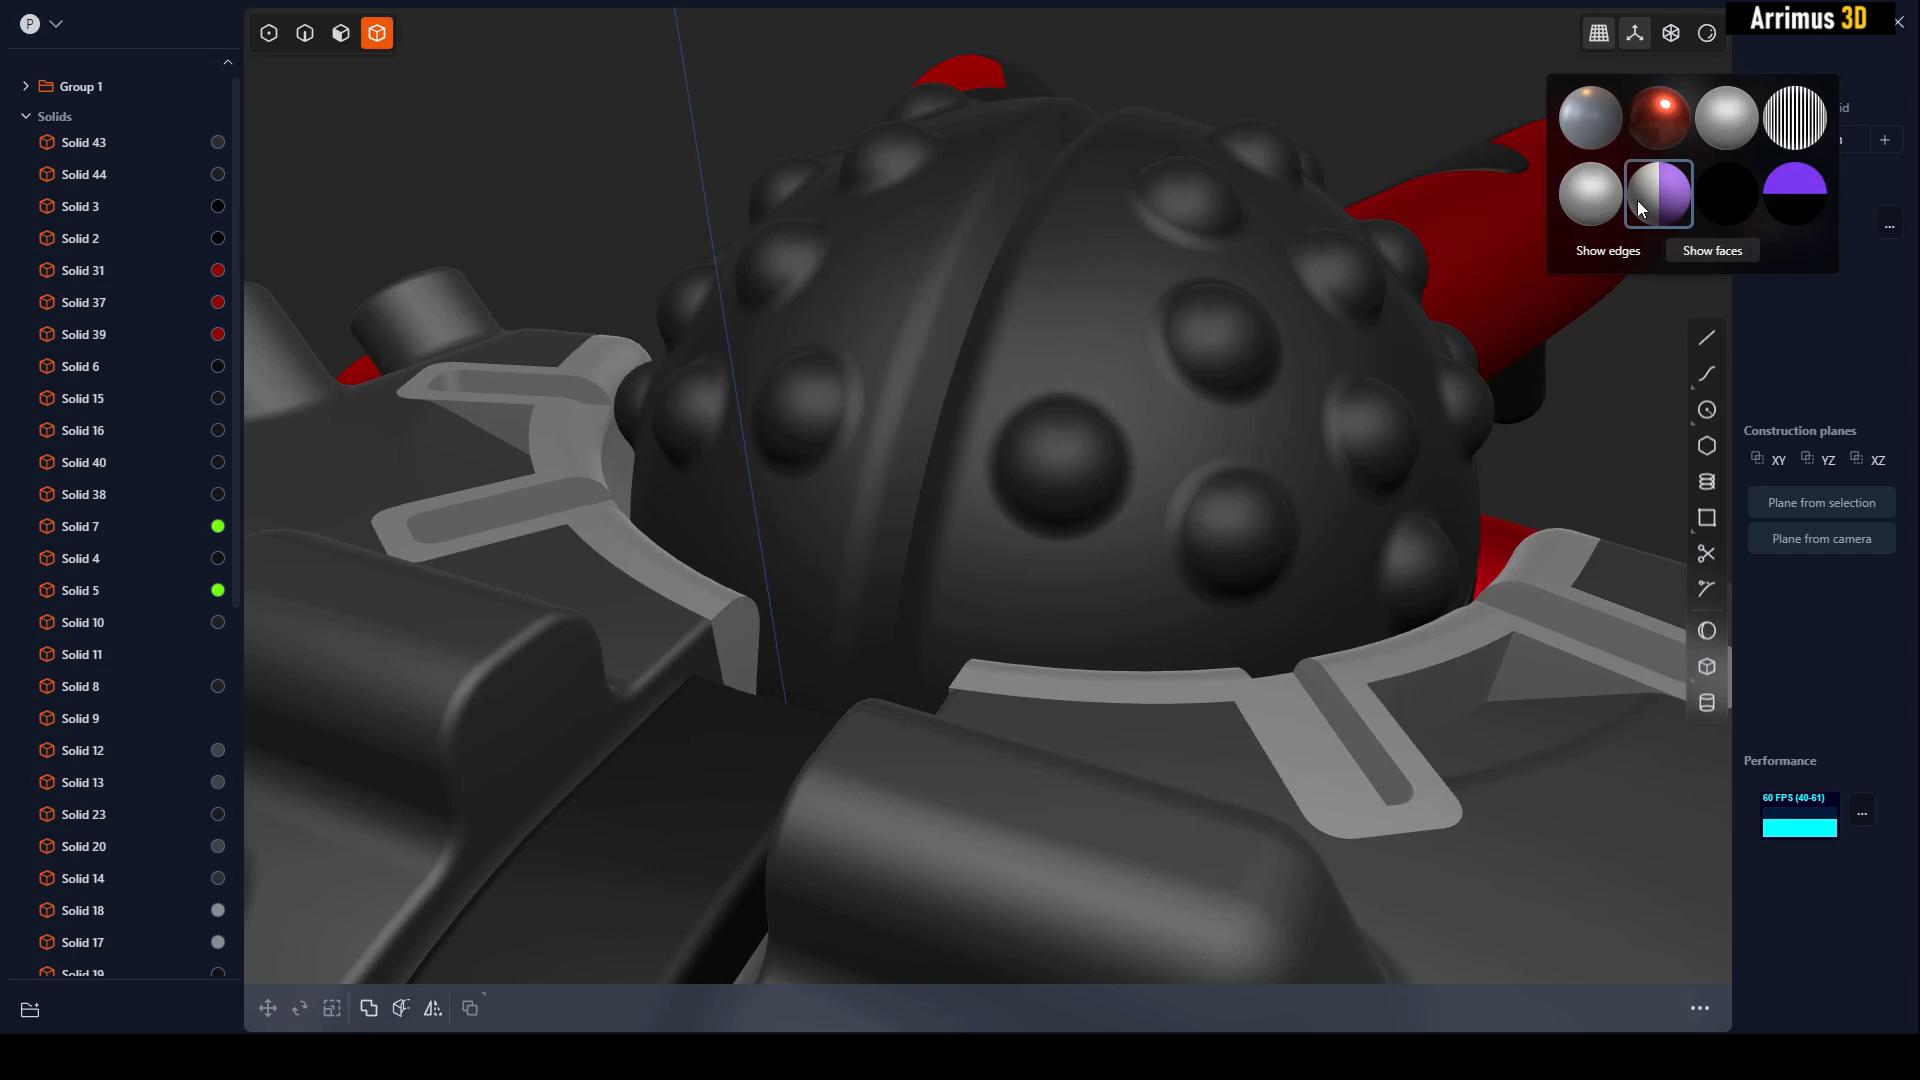 P
Arrimus 3D
Group 1
Solids
Solid 43
Solid 44
Solid 3
Solid 2
Solid 31
Solid 37
Solid 39
Solid 6
Solid 15
Solid 16
Solid 40
Solid 38
Solid 7
Solid 4
Solid 5
Solid 10
Solid 11
Solid 8
Solid 9
Solid 12
Solid 13
Solid 23
Solid 20
Solid 14
Solid 18
Solid 17
Solid 19
Show edges
Show faces
Construction planes
XY
YZ
XZ
Plane from selection
Plane from camera
Performance
60 FPS (40-61)